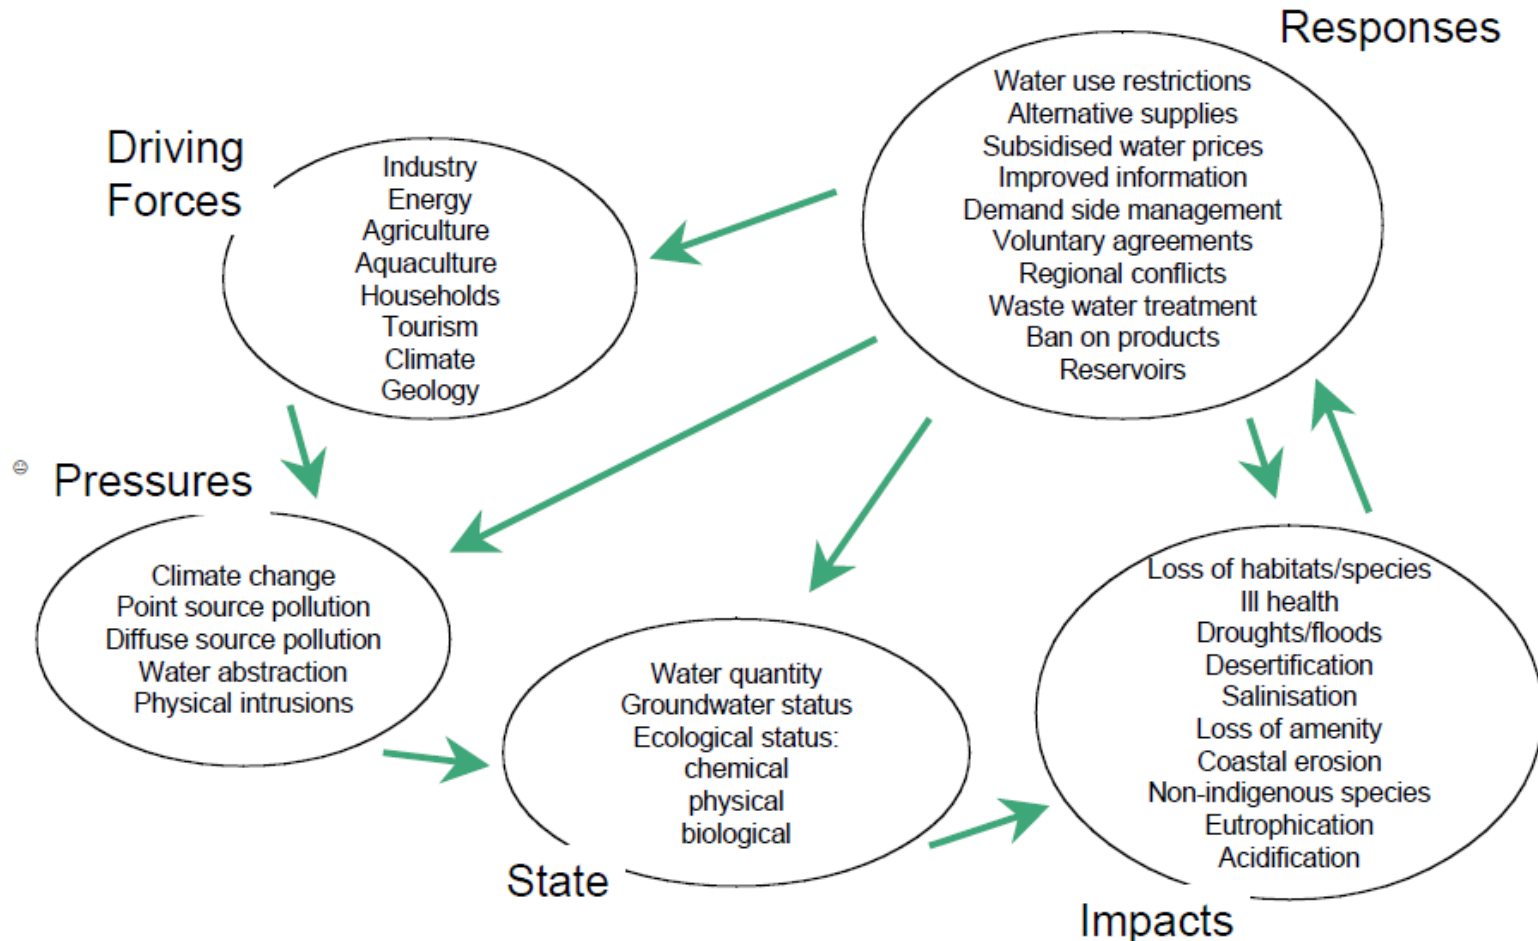 Responses
Water use restrictions
Alternative supplies
Subsidised water prices
Improved information
Demand side management
Voluntary agreements
Regional conflicts
Waste water treatment
Ban on products
Reservoirs
Driving
Forces
Industry
Energy
Agriculture
Aquaculture
Households
Tourism
Climate
Geology
Pressures
Climate change
Point source pollution
Diffuse source pollution
Water abstraction
Physical intrusions
Water quantity
Groundwater status
Ecological status:
chemical
physical
biological
State
Loss of habitats/species
Ill health
Droughts/floods
Desertification
Salinisation
Loss of amenity
Coastal erosion
Non-indigenous species
Eutrophication
Acidification
Impacts